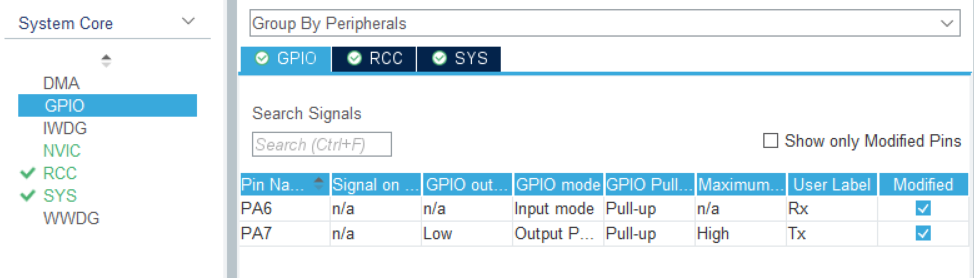 System Core
DMA
GPIO
IWDG
NVIC
RCC
SYS
WWDG
Group By Peripherals
GPIO RCC SYS
Search Signals
Search (Ctrl+F)
Show only Modified Pins
Pin Na... Signal on ... GPIO out... GPIO mode GPIO Pull... Maximum... User Label Modified
PA6 n/a n/a Input mode Pull-up n/a Rx
PA7 n/a Low Output P... Pull-up High Tx